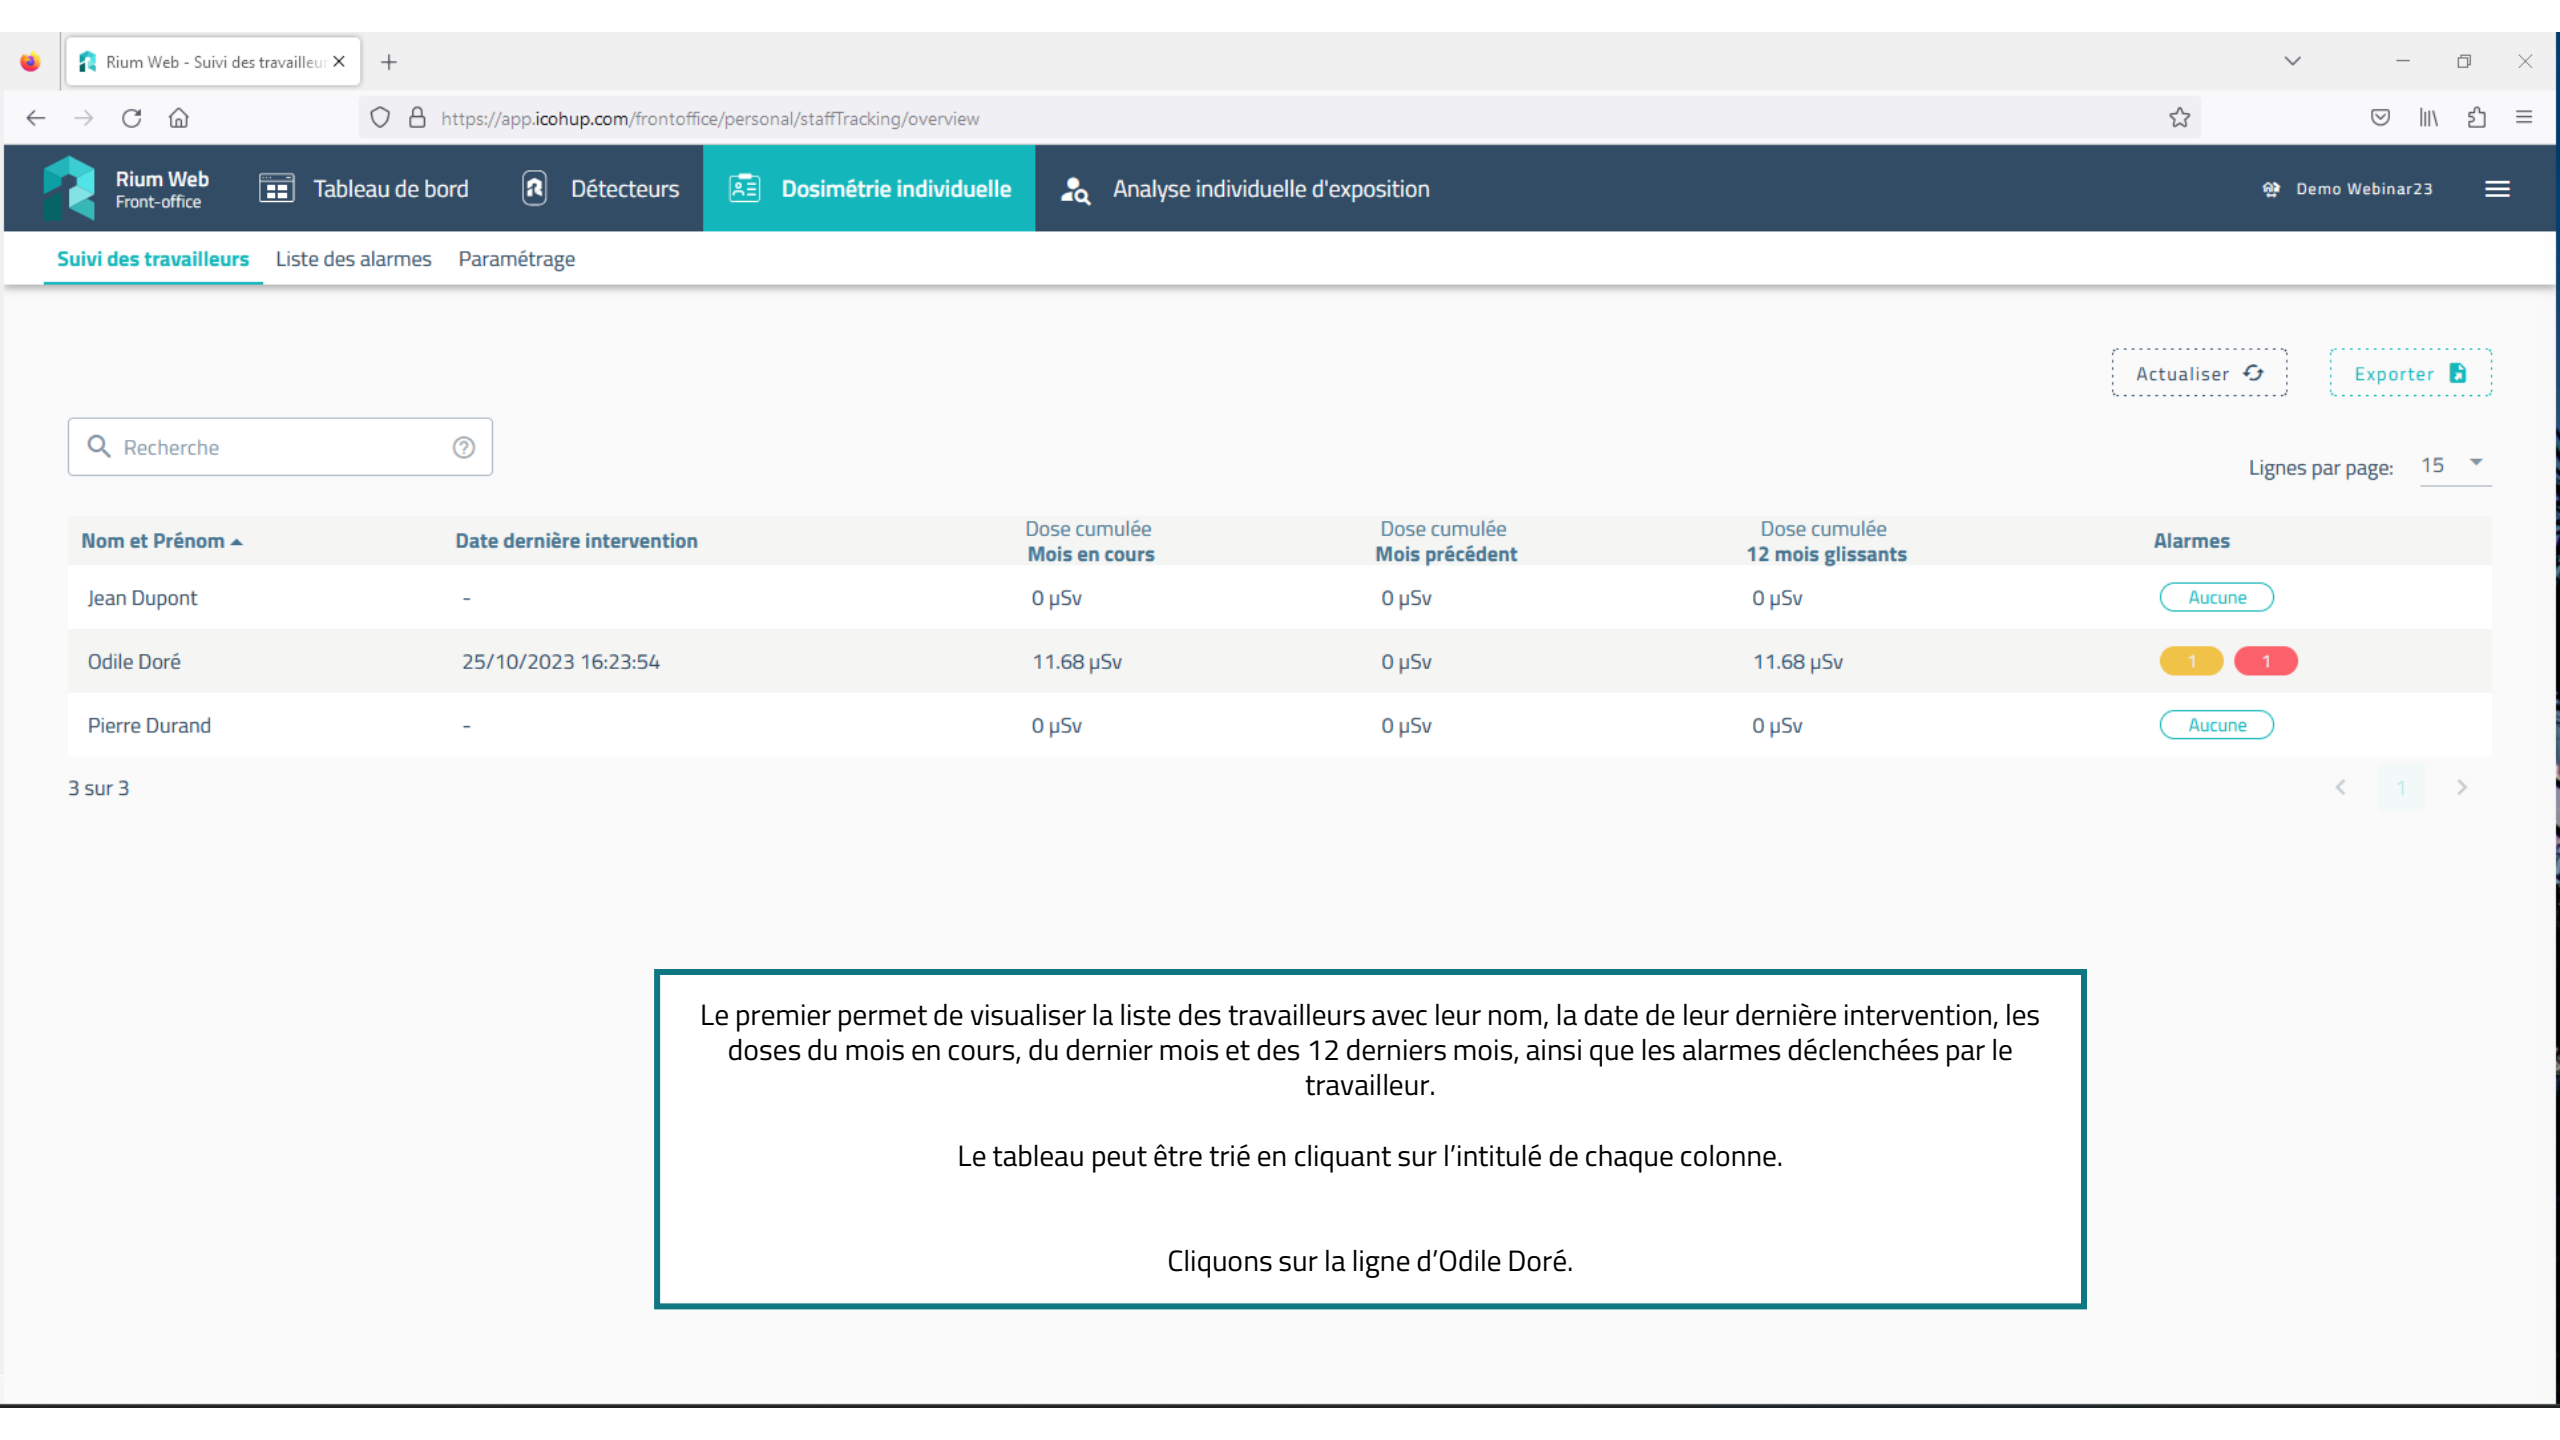 Rium Web - Suivi des travailleur
https://app.icohup.com/frontoffice/personal/staffTracking/overview
Rium Web
Front-office
Tableau de bord
Détecteurs
Dosimétrie individuelle
Analyse individuelle d'exposition
Demo Webinar23
Suivi des travailleurs Liste des alarmes Paramétrage
Actualiser
Exporter
Recherche
Lignes par page: 15
Nom et Prénom
Date dernière intervention
Dose cumulée
Mois en cours
Dose cumulée
Mois précédent
Dose cumulée
12 mois glissants
Alarmes
Jean Dupont - 0 µSv 0 µSv 0 µSv Aucune
Odile Doré 25/10/2023 16:23:54 11.68 µSv 0 µSv 11.68 µSv 1 1
Pierre Durand - 0 µSv 0 µSv 0 µSv Aucune
3 sur 3
1
Le premier permet de visualiser la liste des travailleurs avec leur nom, la date de leur dernière intervention, les
doses du mois en cours, du dernier mois et des 12 derniers mois, ainsi que les alarmes déclenchées par le
travailleur.
Le tableau peut être trié en cliquant sur l’intitulé de chaque colonne.
Cliquons sur la ligne d’Odile Doré.